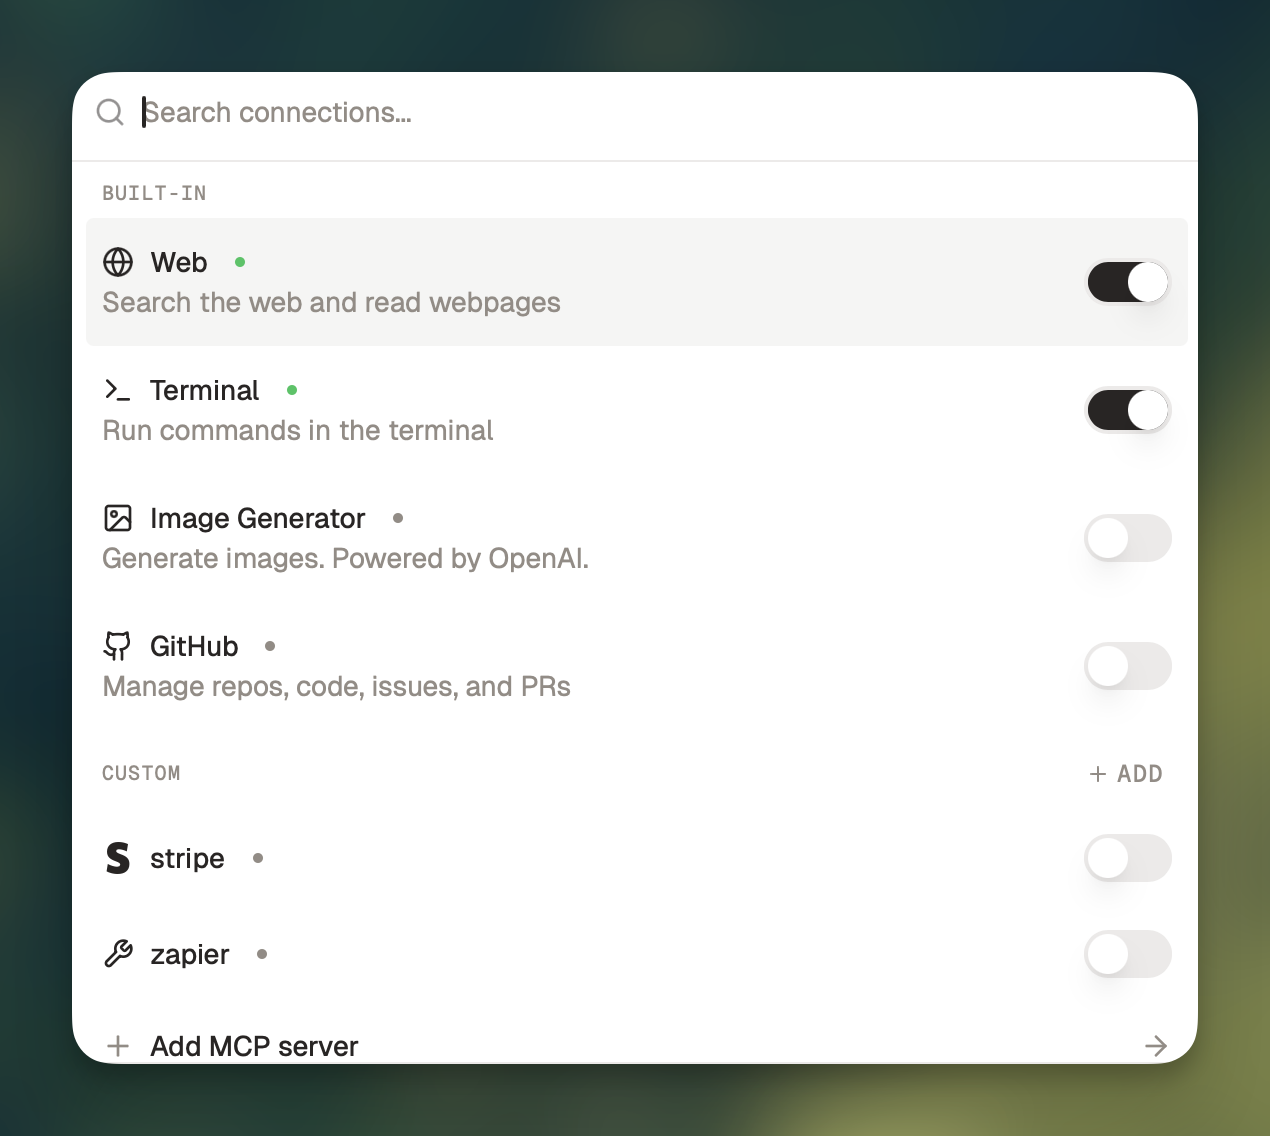 Search connections...
BUILT-IN
Web
Search the web and read webpages
Terminal
Run commands in the terminal
Image Generator
Generate images. Powered by OpenAI.
GitHub
Manage repos, code, issues, and PRs
CUSTOM
+ ADD
stripe
zapier
Add MCP server